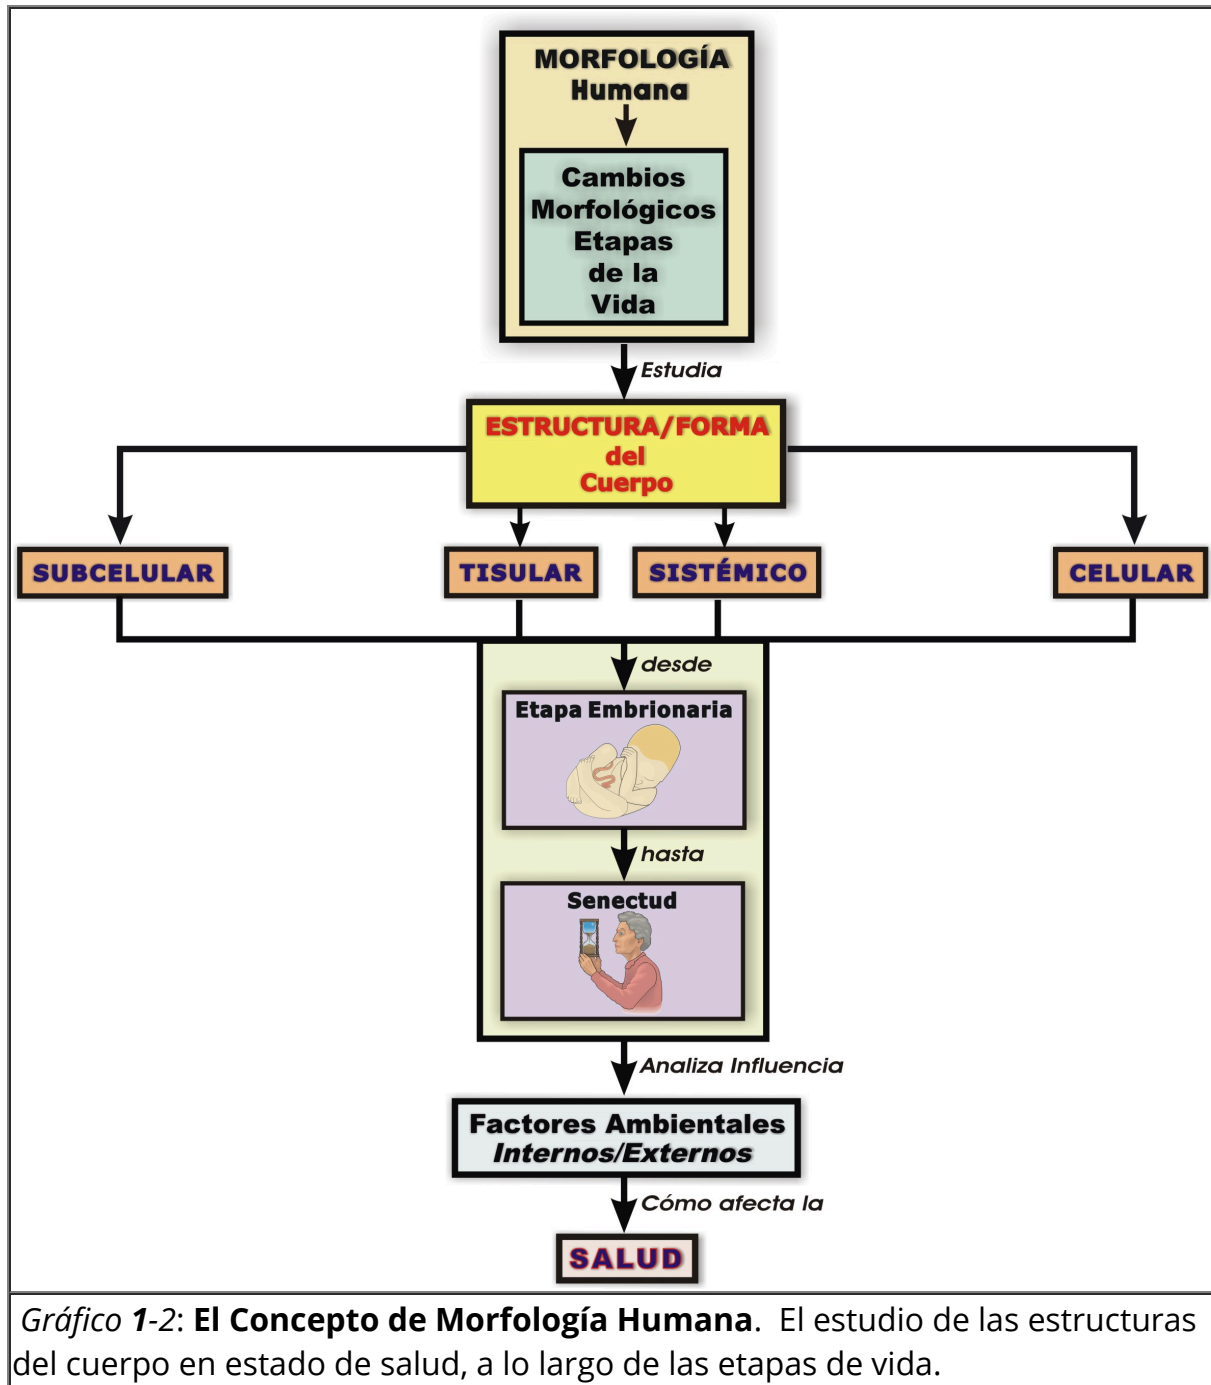 MORFOLOGÍA
Humana
Cambios
Morfológicos
Etapas
de la
Vida
Estudia
ESTRUCTURA/FORMA
del
Cuerpo
SUBCELULAR
TISULAR
SISTÉMICO
CELULAR
desde
Etapa Embrionaria
hasta
Senectud
Analiza Influencia
Factores Ambientales
Internos/Externos
Cómo afecta la
SALUD
Gráfico 1-2: El Concepto de Morfología Humana. El estudio de las estructuras
del cuerpo en estado de salud, a lo largo de las etapas de vida.